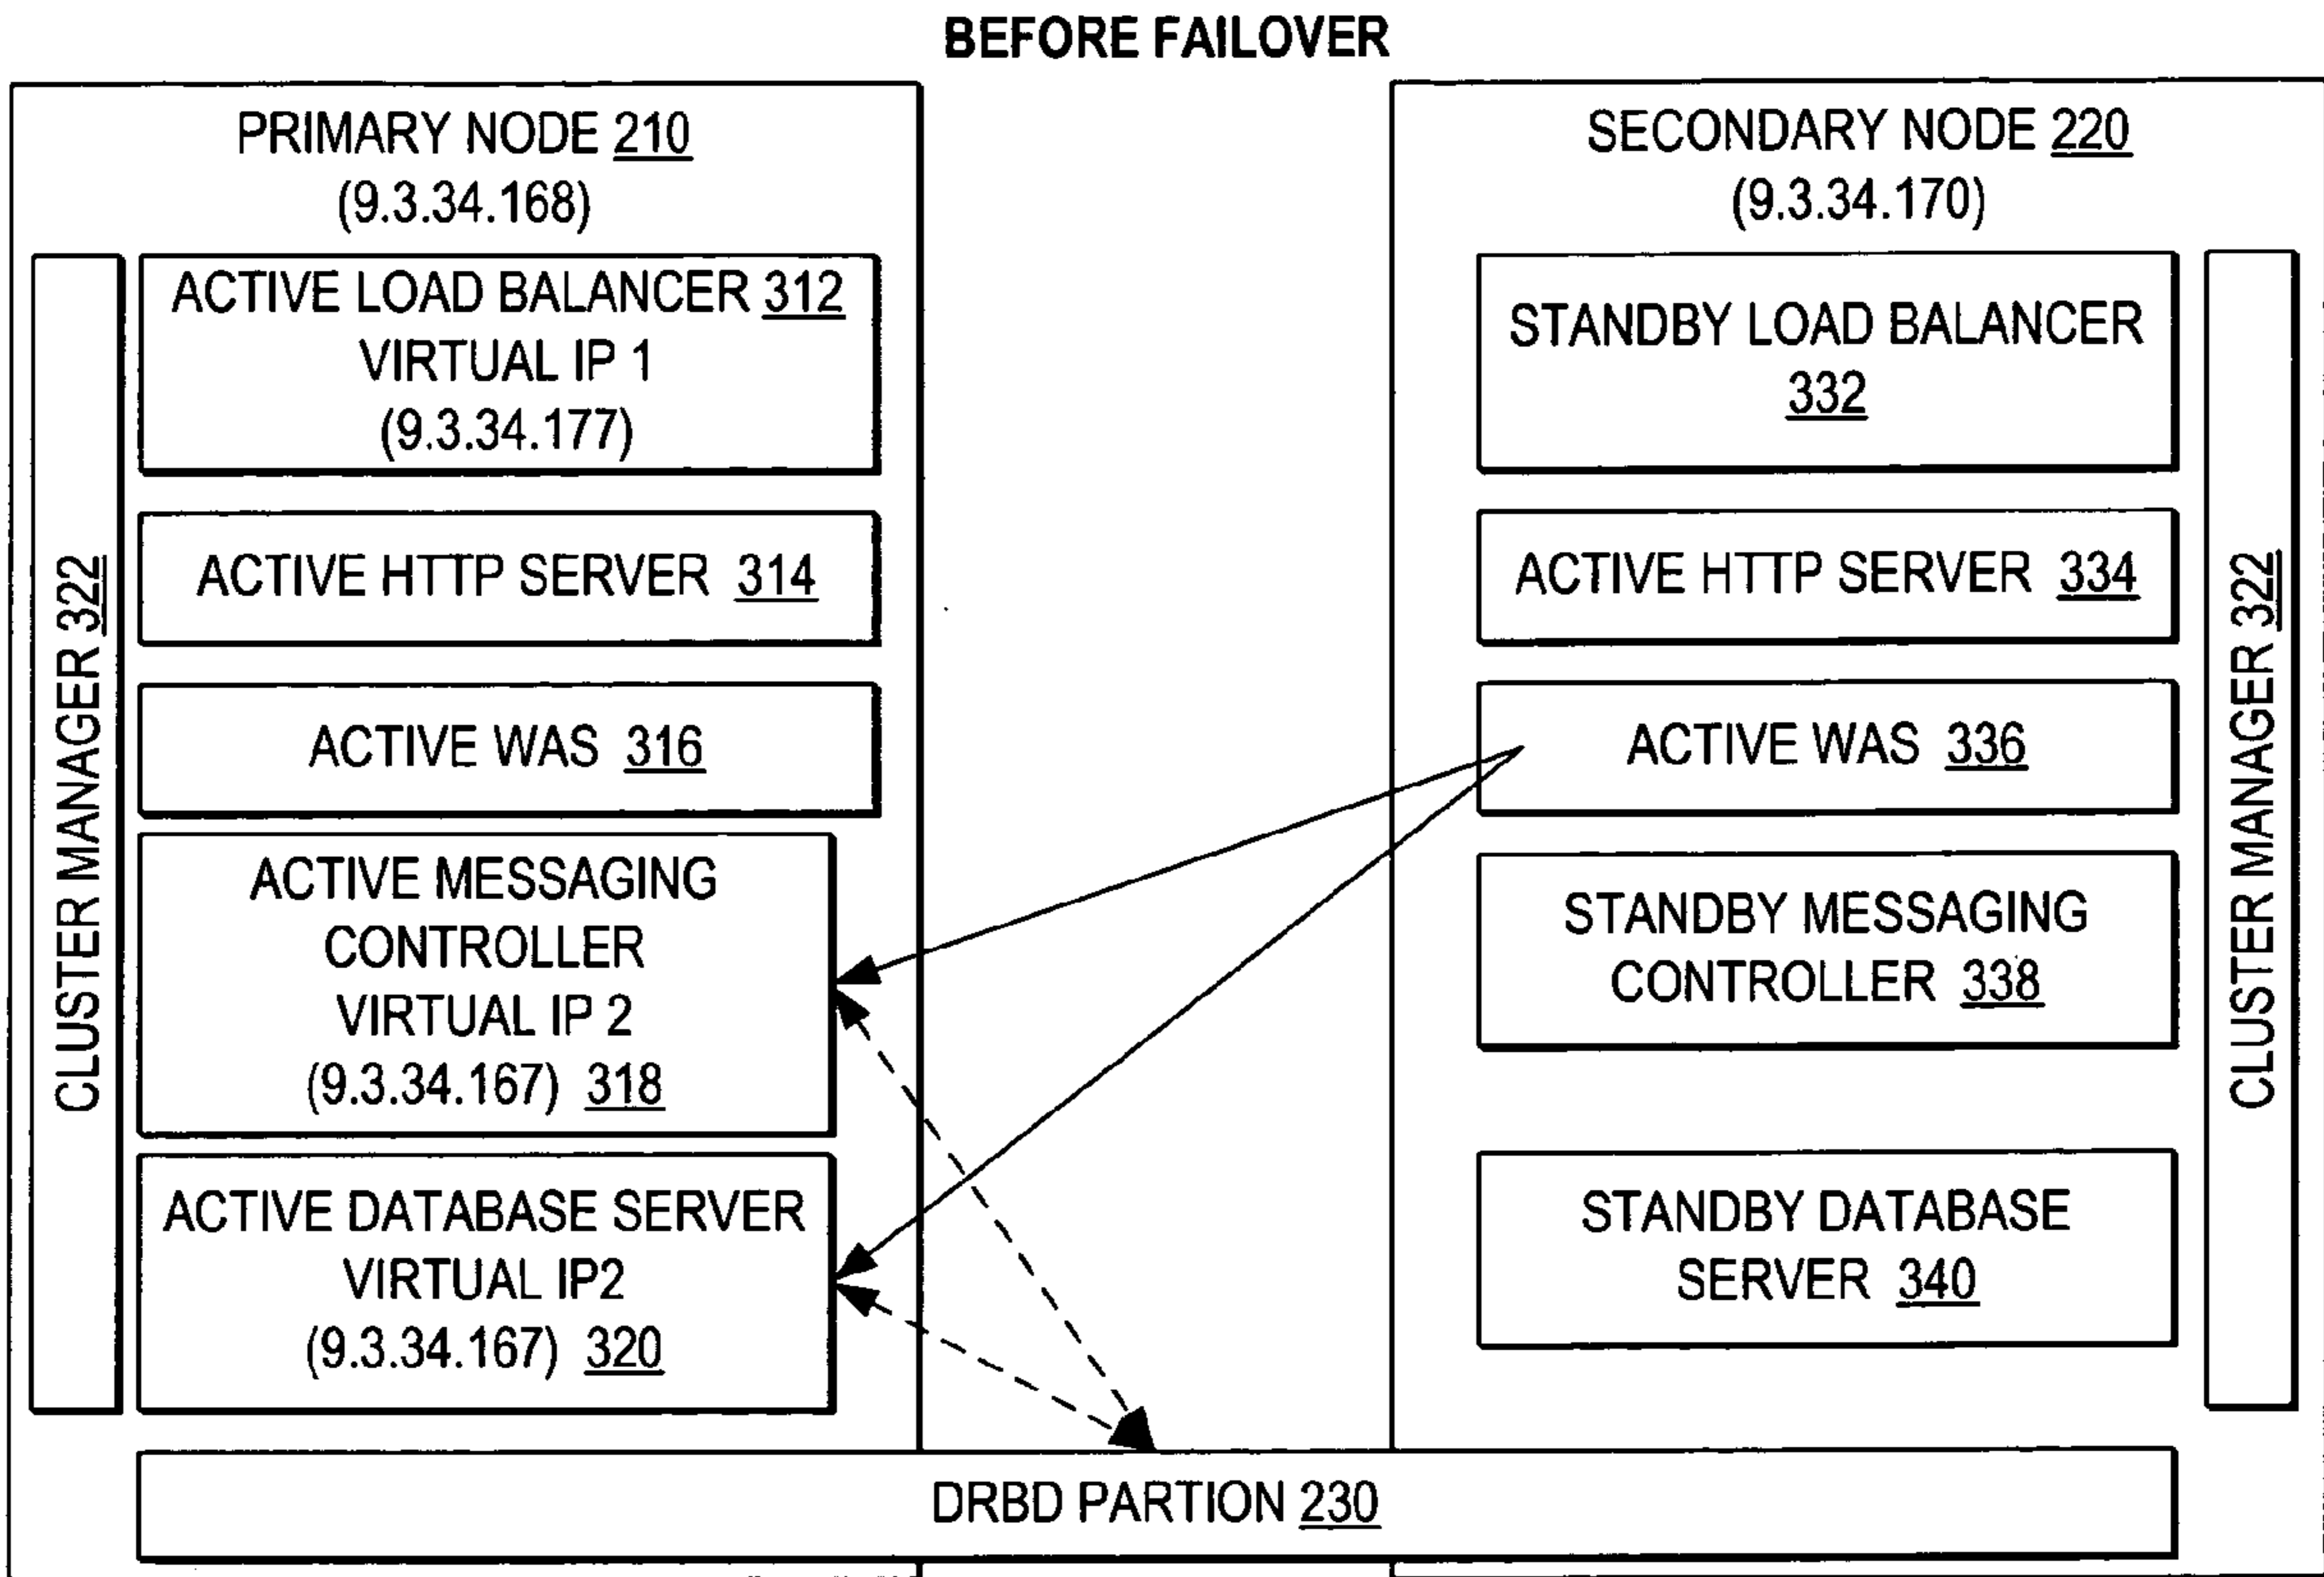 BEFORE FAILOVER
PRIMARY NODE 210
(9.3.34.168)
CLUSTER MANAGER 322
ACTIVE LOAD BALANCER 312
VIRTUAL IP 1
(9.3.34.177)
ACTIVE HTTP SERVER 314
ACTIVE WAS 316
ACTIVE MESSAGING
CONTROLLER
VIRTUAL IP 2
(9.3.34.167) 318
ACTIVE DATABASE SERVER
VIRTUAL IP2
(9.3.34.167) 320
SECONDARY NODE 220
(9.3.34.170)
STANDBY LOAD BALANCER
332
ACTIVE HTTP SERVER 334
ACTIVE WAS 336
STANDBY MESSAGING
CONTROLLER 338
STANDBY DATABASE
SERVER 340
CLUSTER MANAGER 322
DRBD PARTION 230